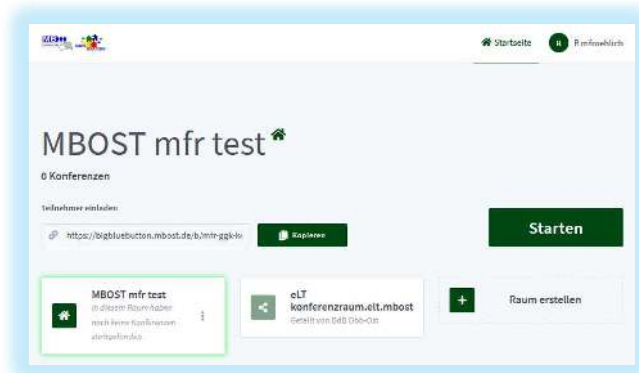 Startseite
MBOST mfr test
0 Konferenzen
Teilnehmer einladen
https://bigbluebutton.mbost.de/b/mfr-ggk-
Kopieren
Starten
MBOST mfr test
In diesem Raum haben
noch keine Konferenzen
stattgefunden.
eLT
konferenzraum.elt.mbost
Geteilt von
Raum erstellen